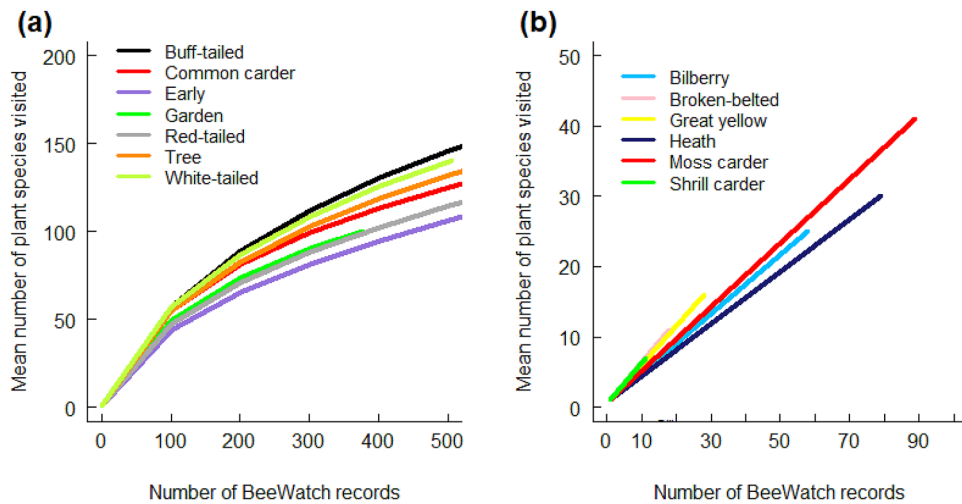 (a)
Mean number of plant species visited
200
150
100
50
0
Buff-tailed
Common carder
Early
Garden
Red-tailed
Tree
White-tailed
0 100 200 300 400 500
Number of BeeWatch records
(b)
Mean number of plant species visited
50
40
30
20
10
0
Bilberry
Broken-belted
Great yellow
Heath
Moss carder
Shrill carder
0 10 30 50 70 90
Number of BeeWatch records